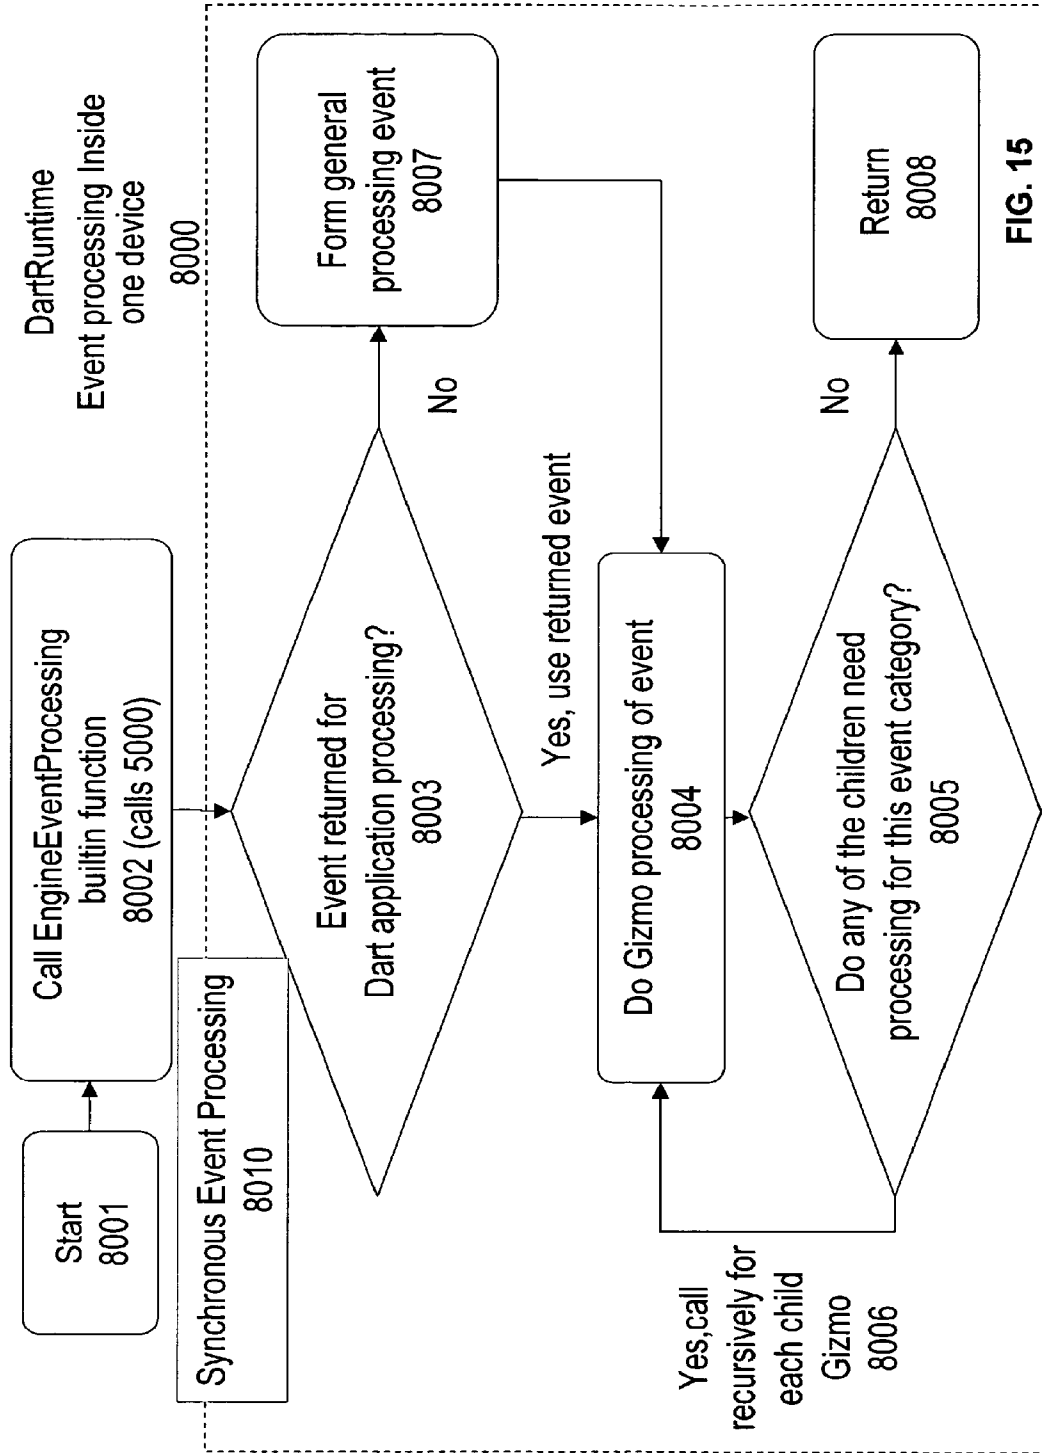 DartRuntime
Event processing Inside
one device
8000
Start
8001
Call EngineEventProcessing
builtin function
8002 (calls 5000)
Synchronous Event Processing
8010
Event returned for
Dart application processing?
8003
No
Form general
processing event
8007
Yes, use returned event
Do Gizmo processing of event
8004
Do any of the children need
processing for this event category?
8005
Yes,call
recursively for
each child
Gizmo
8006
No
Return
8008
FIG. 15